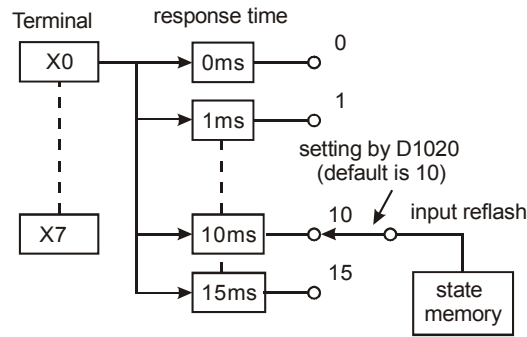 Terminal
response time
X0
0ms
0
1ms
1
setting by D1020
(default is 10)
X7
10ms
10
input reflash
15ms
15
state
memory